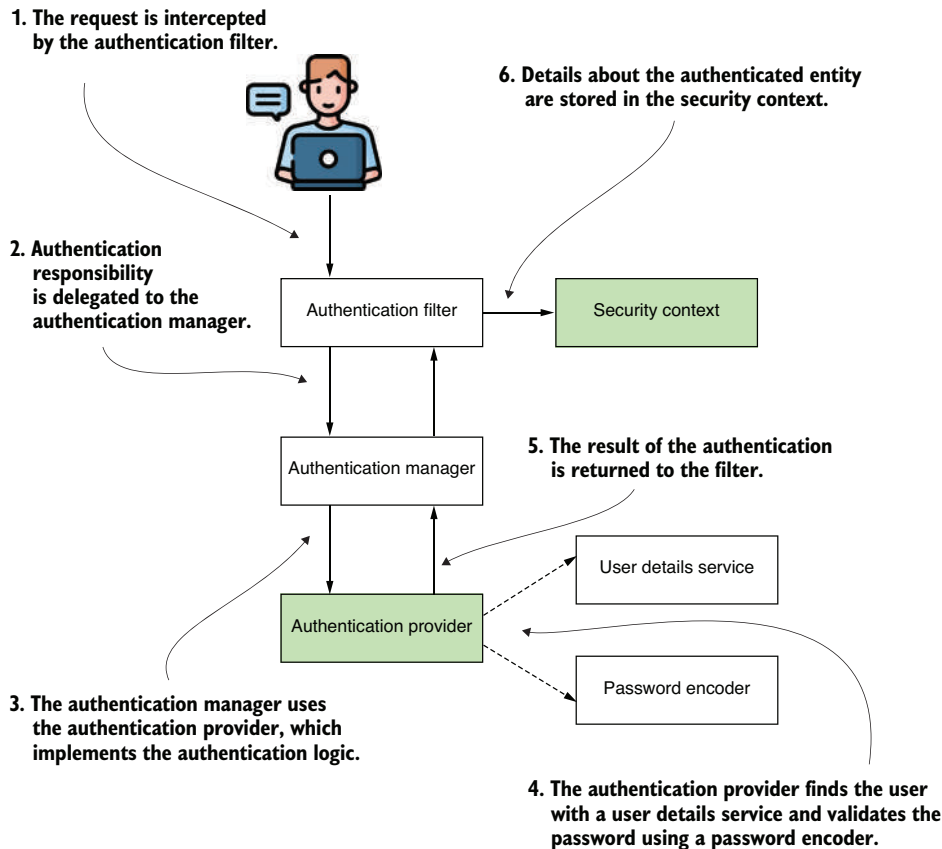 1. The request is intercepted
by the authentication filter.
6. Details about the authenticated entity
are stored in the security context.
2. Authentication
responsibility
is delegated to the
authentication manager.
Authentication filter
Security context
Authentication manager
5. The result of the authentication
is returned to the filter.
User details service
Authentication provider
Password encoder
3. The authentication manager uses
the authentication provider, which
implements the authentication logic.
4. The authentication provider finds the user
with a user details service and validates the
password using a password encoder.